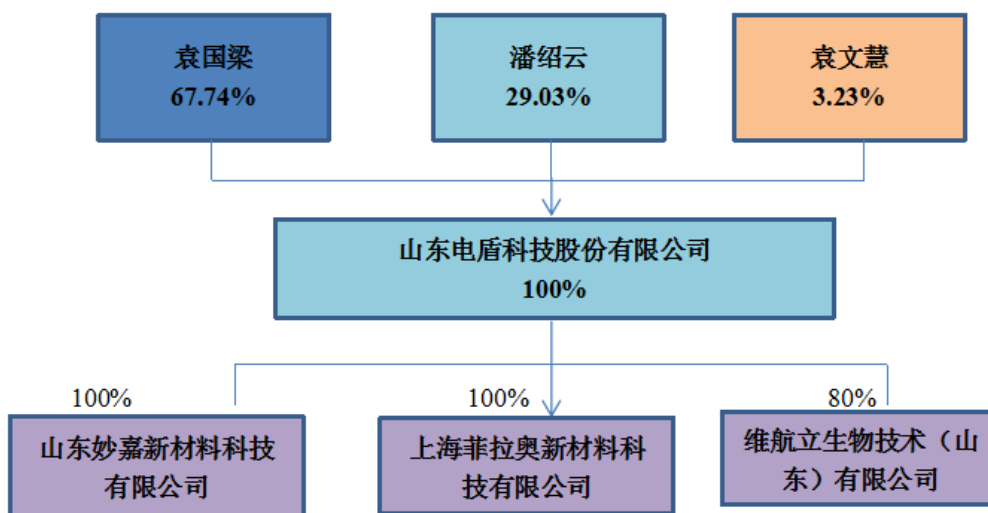 袁国梁
67.74%
潘绍云
29.03%
袁文慧
3.23%
山东电盾科技股份有限公司
100%
100%
山东妙嘉新材料科技
有限公司
100%
上海菲拉奥新材料科
技有限公司
80%
维航立生物技术（山
东）有限公司